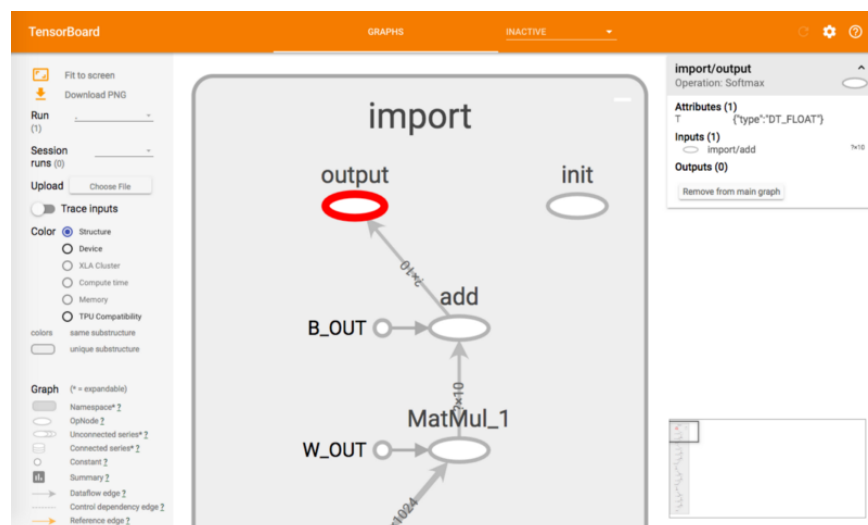 TensorBoard
GRAPHS
INACTIVE
Fit to screen
Download PNG
Run
(1)
Session
runs (0)
Upload
Choose File
Trace inputs
Color
Structure
Device
XLA Cluster
Compute time
Memory
TPU Compatibility
colors same substructure
unique substructure
Graph (* = expandable)
Namespace* ?
OpNode ?
Unconnected series* ?
Connected series* ?
Constant ?
Summary ?
Dataflow edge ?
Control dependency edge ?
Reference edge ?
import
output
init
?×10
add
B_OUT
?×10
MatMul_1
W_OUT
?×1024
import/output
Operation: Softmax
Attributes (1)
T {"type":"DT_FLOAT"}
Inputs (1)
import/add ?×10
Outputs (0)
Remove from main graph